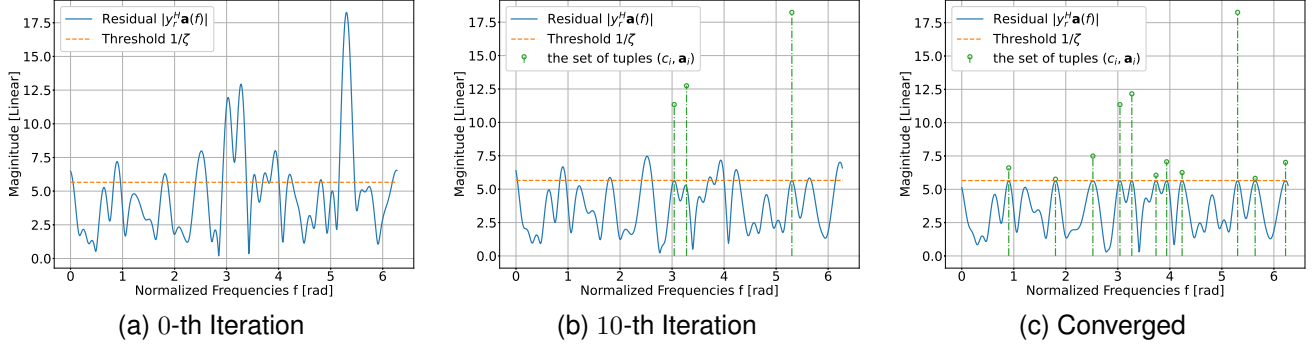 Residual |y_r^H a(f)|
Threshold 1/ζ
Maginitude [Linear]
17.5
15.0
12.5
10.0
7.5
5.0
2.5
0.0
0 1 2 3 4 5 6
Normalized Frequencies f [rad]
(a) 0-th Iteration
Residual |y_r^H a(f)|
Threshold 1/ζ
the set of tuples (c_i, a_i)
Maginitude [Linear]
17.5
15.0
12.5
10.0
7.5
5.0
2.5
0.0
0 1 2 3 4 5 6
Normalized Frequencies f [rad]
(b) 10-th Iteration
Residual |y_r^H a(f)|
Threshold 1/ζ
the set of tuples (c_i, a_i)
Maginitude [Linear]
17.5
15.0
12.5
10.0
7.5
5.0
2.5
0.0
0 1 2 3 4 5 6
Normalized Frequencies f [rad]
(c) Converged